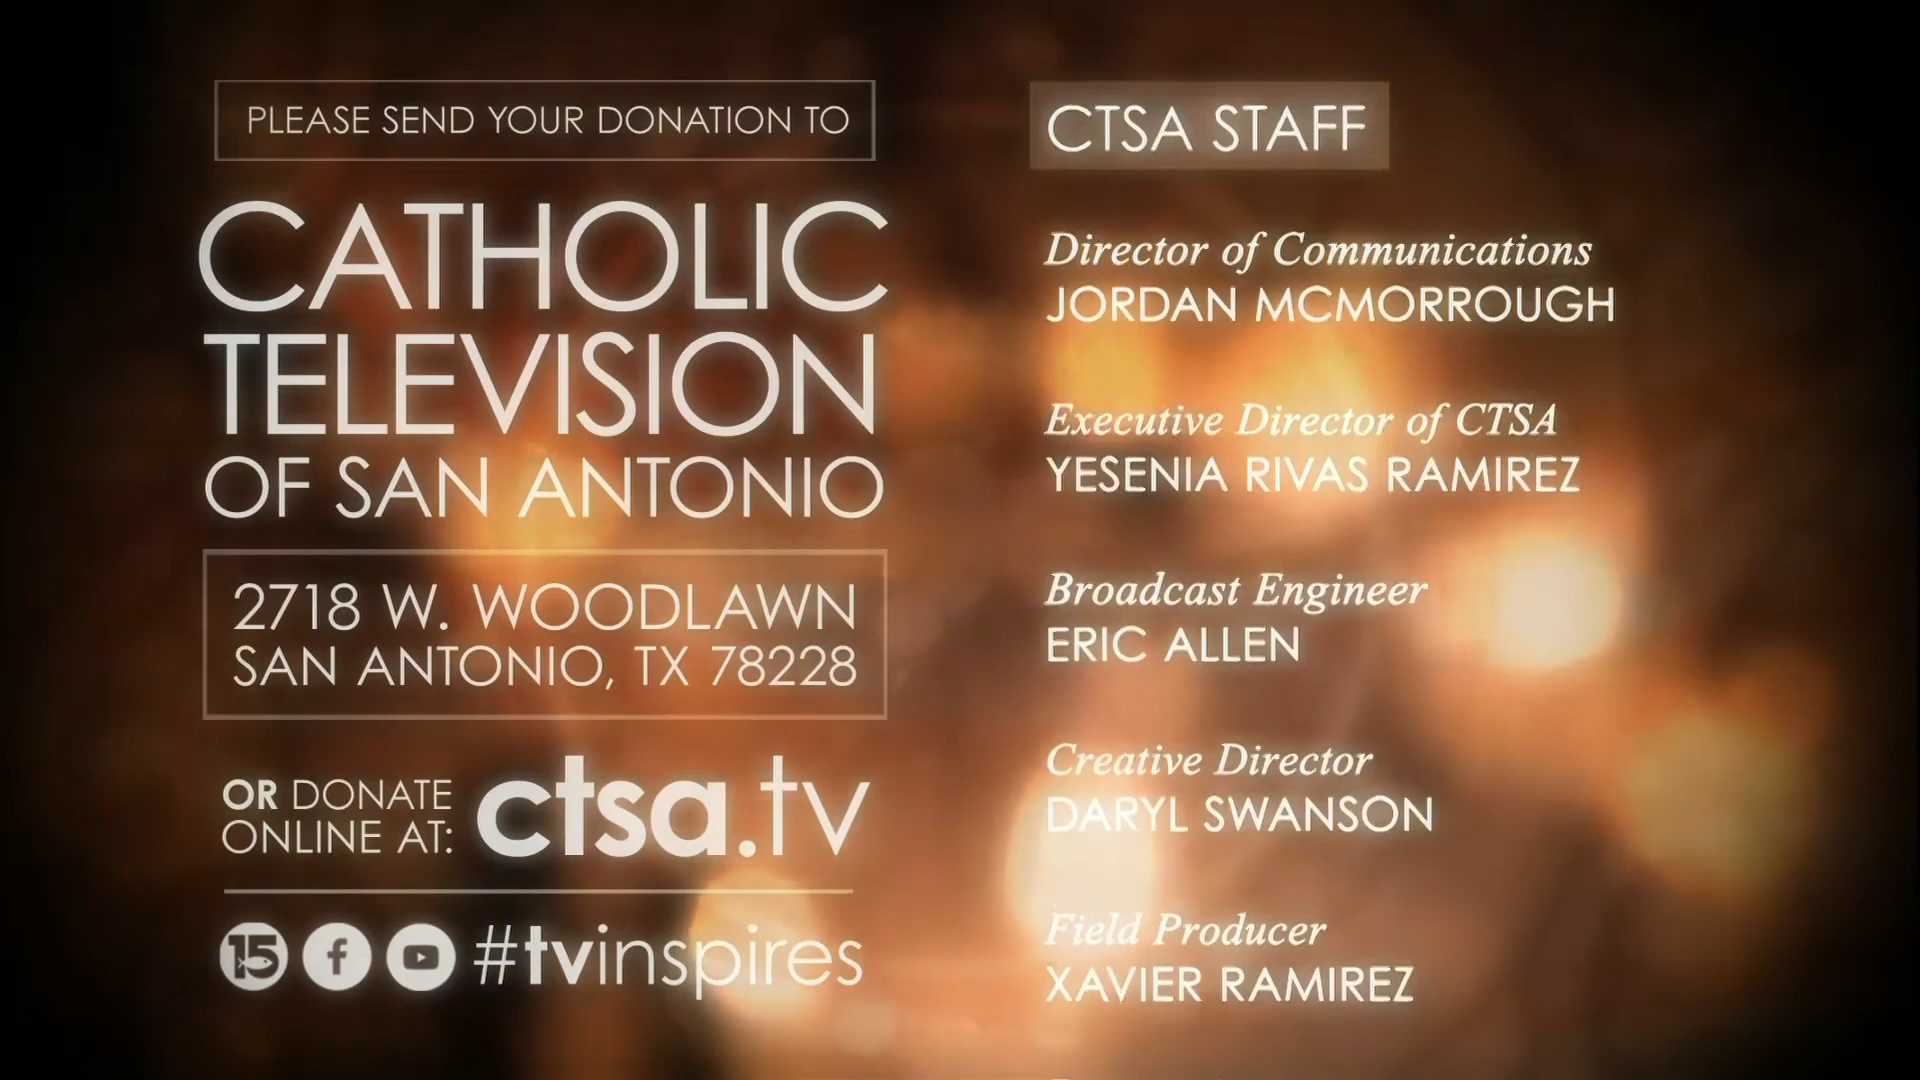 PLEASE SEND YOUR DONATION TO
CATHOLIC
TELEVISION
OF SAN ANTONIO
2718 W. WOODLAWN
SAN ANTONIO, TX 78228
OR DONATE
ONLINE AT:
ctsa.tv
15
#tvinspires
CTSA STAFF
Director of Communications
JORDAN MCMORROUGH
Executive Director of CTSA
YESENIA RIVAS RAMIREZ
Broadcast Engineer
ERIC ALLEN
Creative Director
DARYL SWANSON
Field Producer
XAVIER RAMIREZ